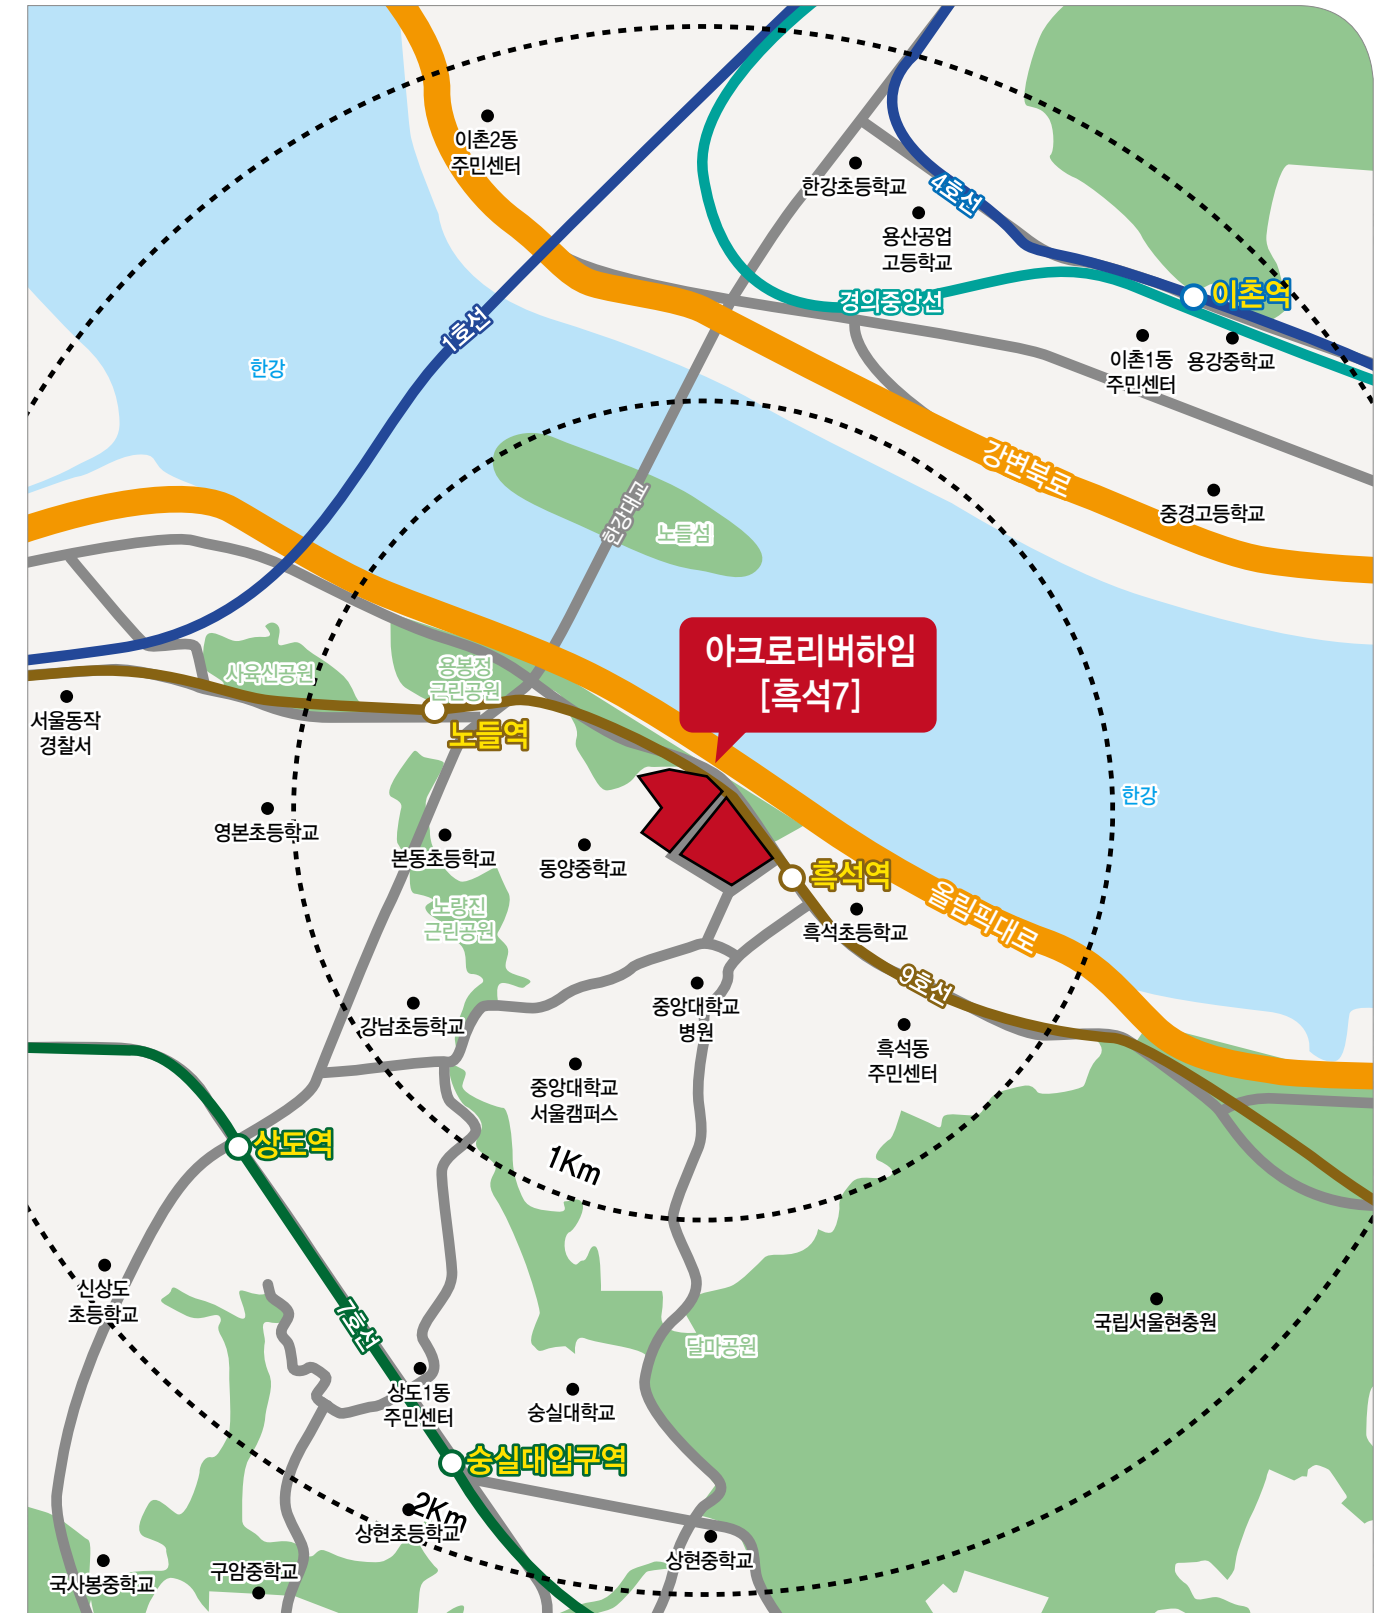 이촌2동
주민센터
한강초등학교
4호선
용산공업
고등학교
경의중앙선
이촌역
1호선
이촌1동
주민센터
용강중학교
한강
강변북로
한강대교
노들섬
중경고등학교
아크로리버하임
[흑석7]
사육신공원
용봉정
근린공원
서울동작
경찰서
노들역
한강
영본초등학교
본동초등학교
동양중학교
흑석역
노량진
근린공원
흑석초등학교
올림픽대로
9호선
강남초등학교
중앙대학교
병원
흑석동
주민센터
중앙대학교
서울캠퍼스
상도역
1Km
신상도
초등학교
7호선
국립서울현충원
달마공원
상도1동
주민센터
숭실대학교
숭실대입구역
2Km
상현초등학교
상현중학교
구암중학교
국사봉중학교